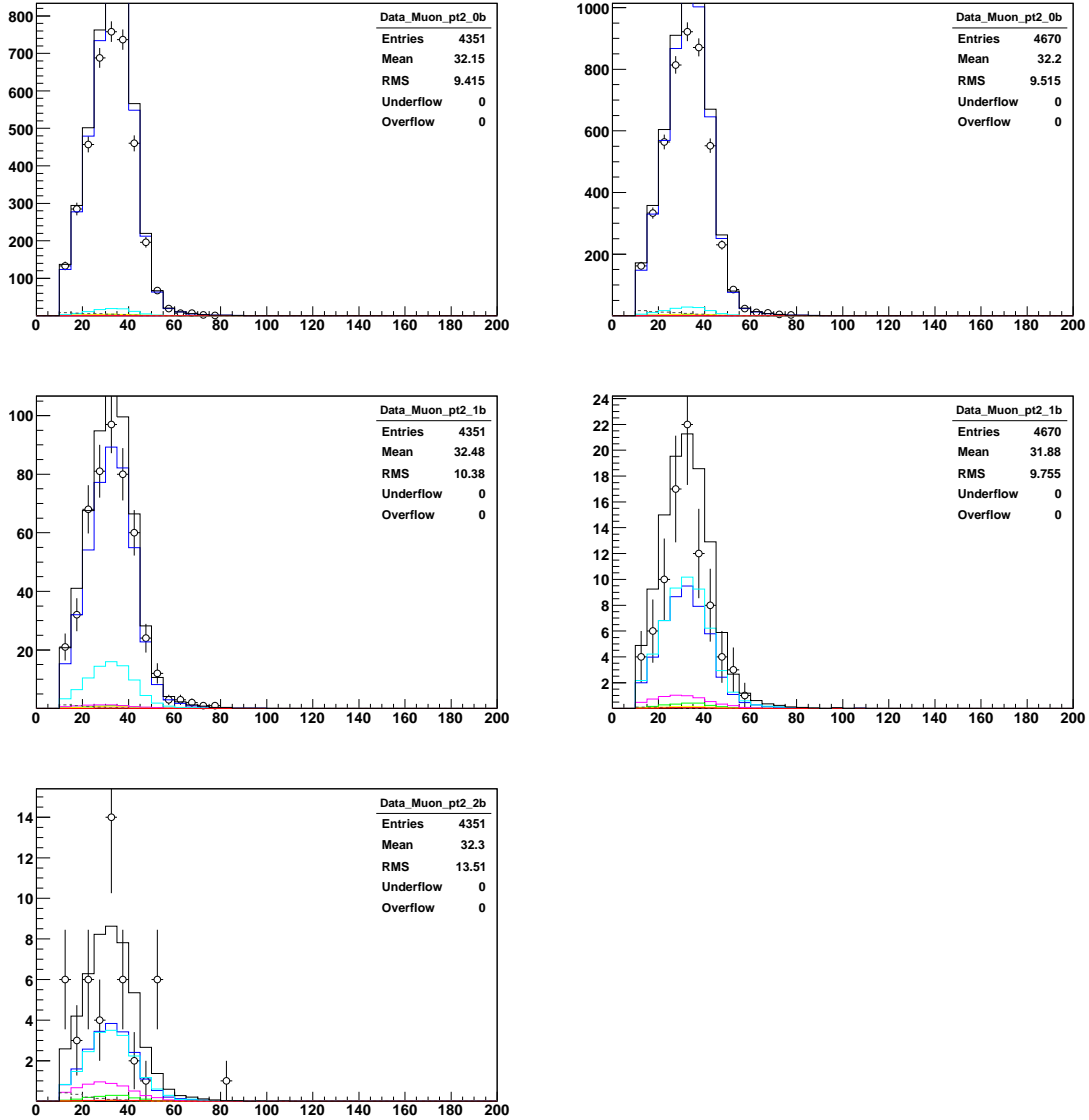 Data_Muon_pt2_0b
Entries 4351
Mean 32.15
RMS 9.415
Underflow 0
Overflow 0
800
700
600
500
400
300
200
100
0 20 40 60 80 100 120 140 160 180 200
Data_Muon_pt2_0b
Entries 4670
Mean 32.2
RMS 9.515
Underflow 0
Overflow 0
1000
800
600
400
200
0 20 40 60 80 100 120 140 160 180 200
Data_Muon_pt2_1b
Entries 4351
Mean 32.48
RMS 10.38
Underflow 0
Overflow 0
100
80
60
40
20
0 20 40 60 80 100 120 140 160 180 200
Data_Muon_pt2_1b
Entries 4670
Mean 31.88
RMS 9.755
Underflow 0
Overflow 0
24
22
20
18
16
14
12
10
8
6
4
2
0 20 40 60 80 100 120 140 160 180 200
Data_Muon_pt2_2b
Entries 4351
Mean 32.3
RMS 13.51
Underflow 0
Overflow 0
14
12
10
8
6
4
2
0 20 40 60 80 100 120 140 160 180 200